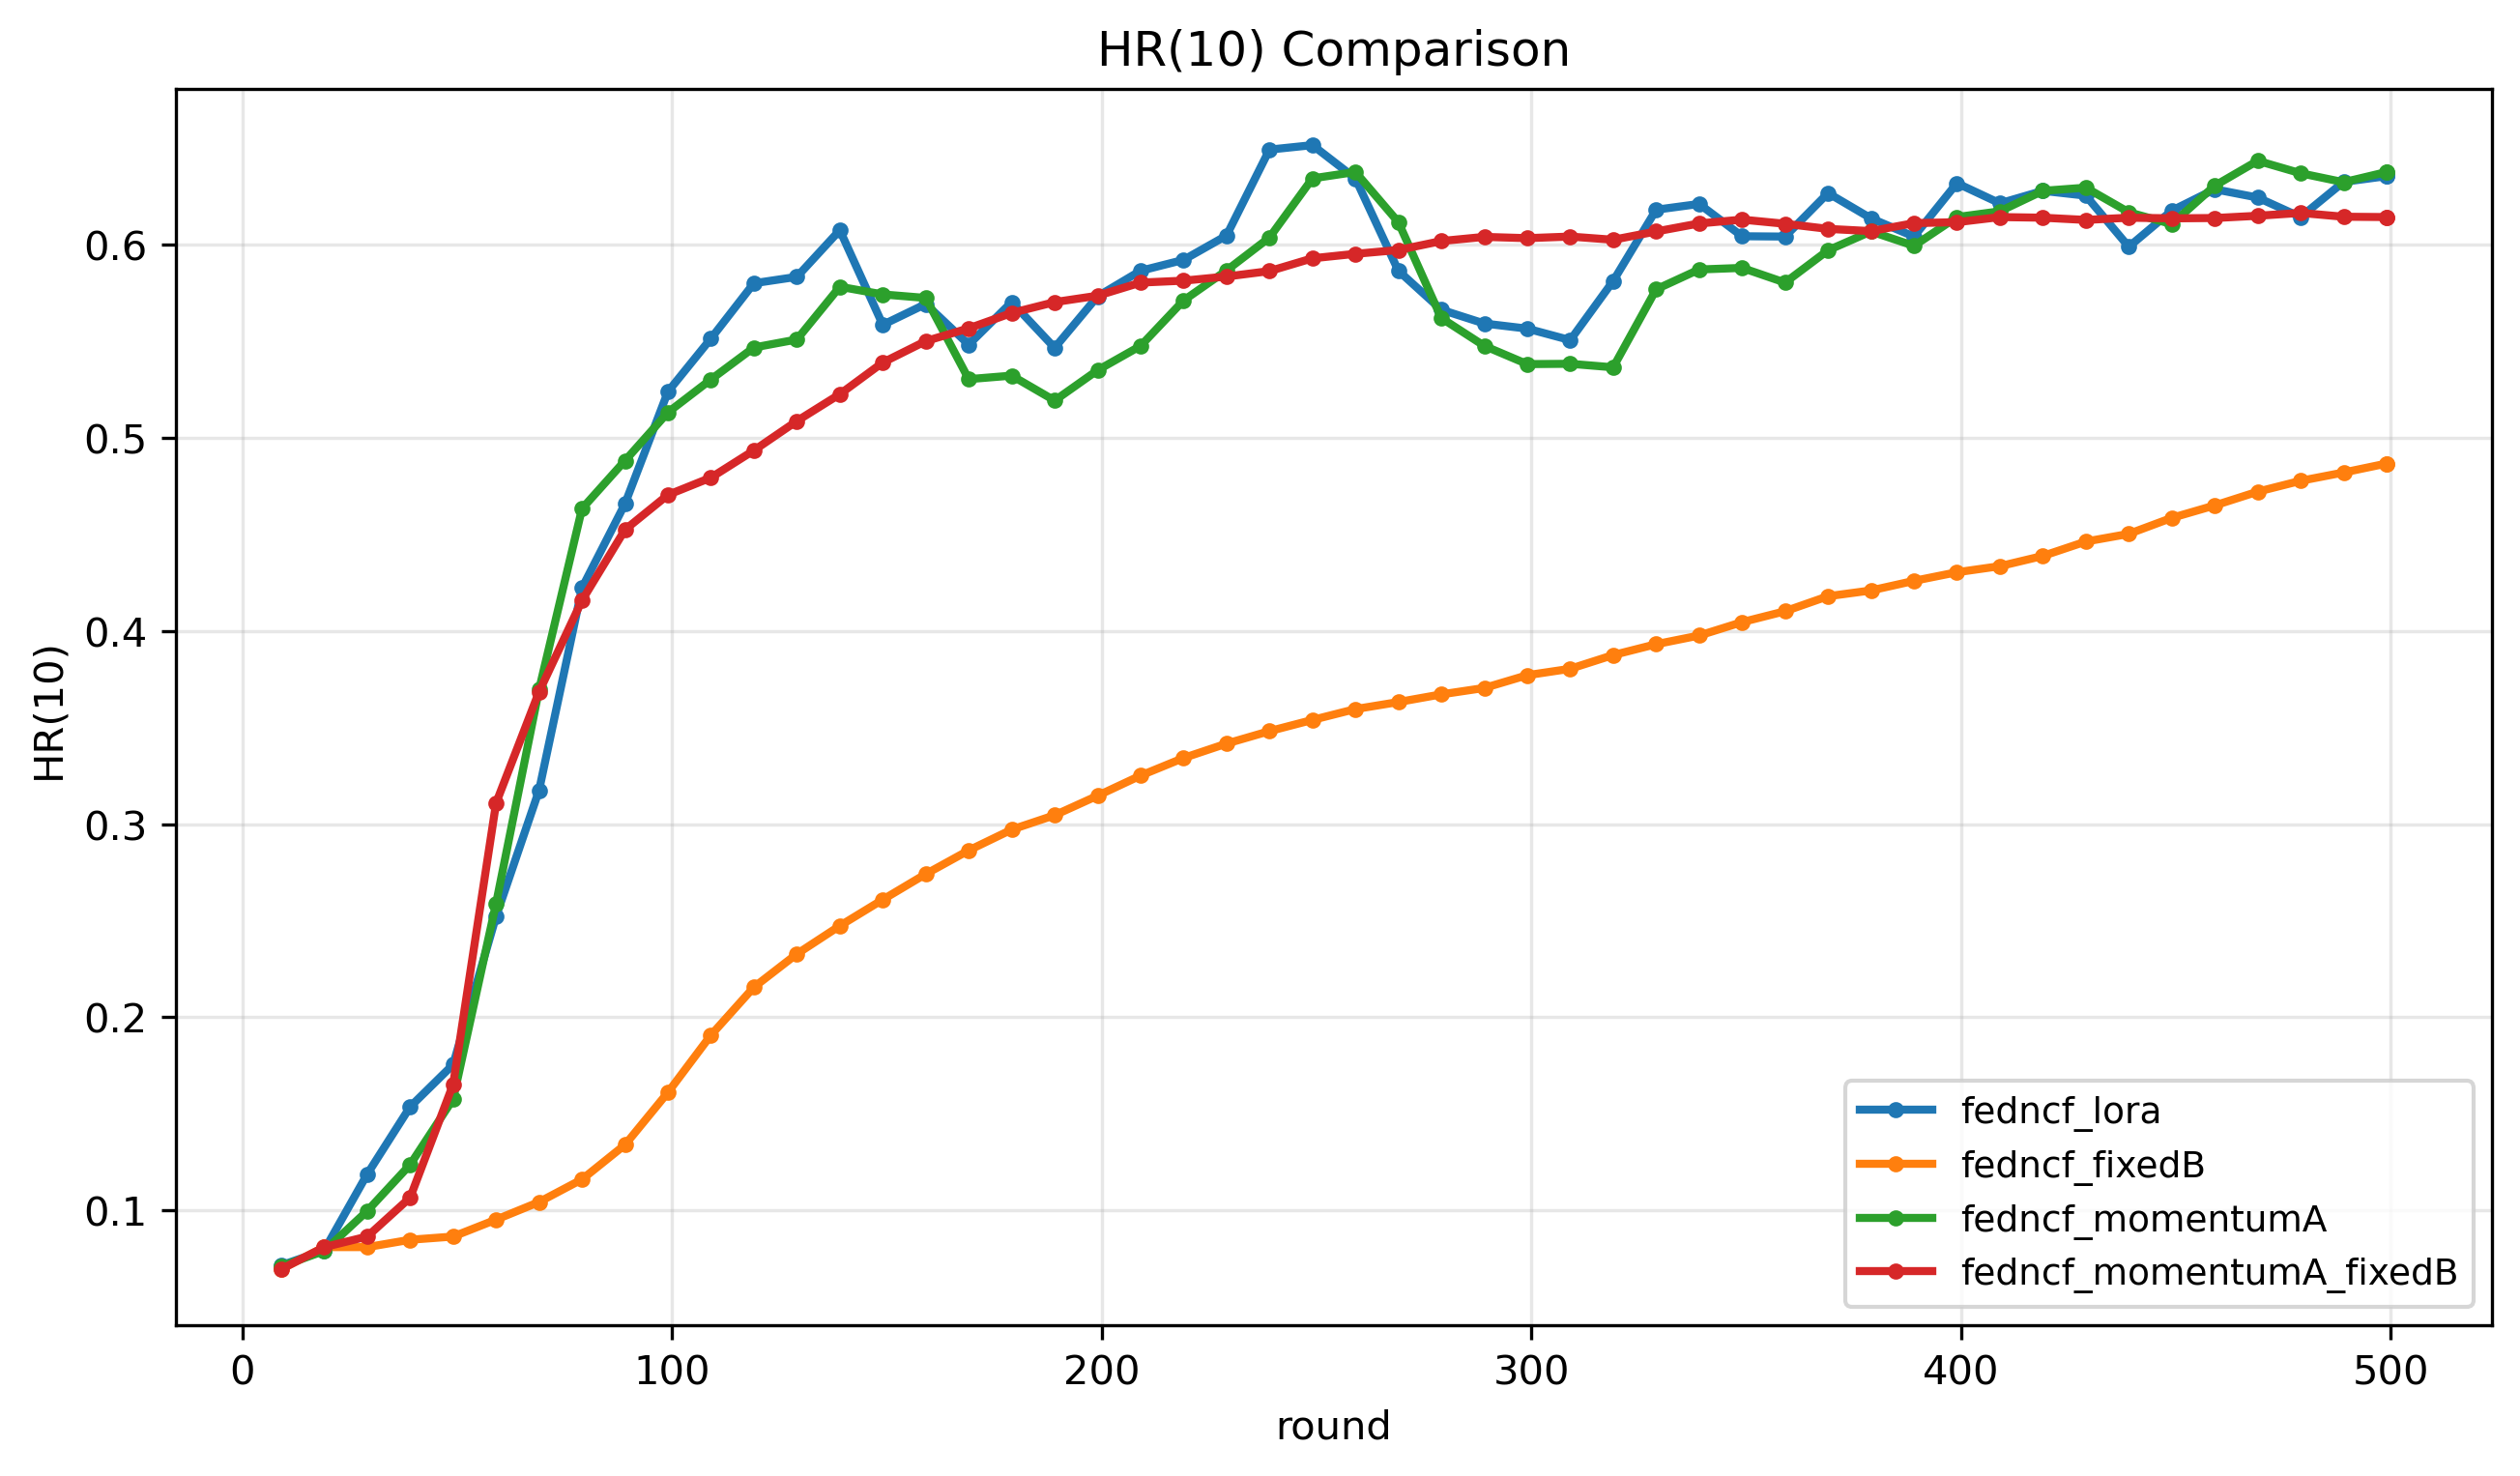 HR(10) Comparison
HR(10)
0.6
0.5
0.4
0.3
0.2
0.1
0 100 200 300 400 500
round
fedncf_lora
fedncf_fixedB
fedncf_momentumA
fedncf_momentumA_fixedB